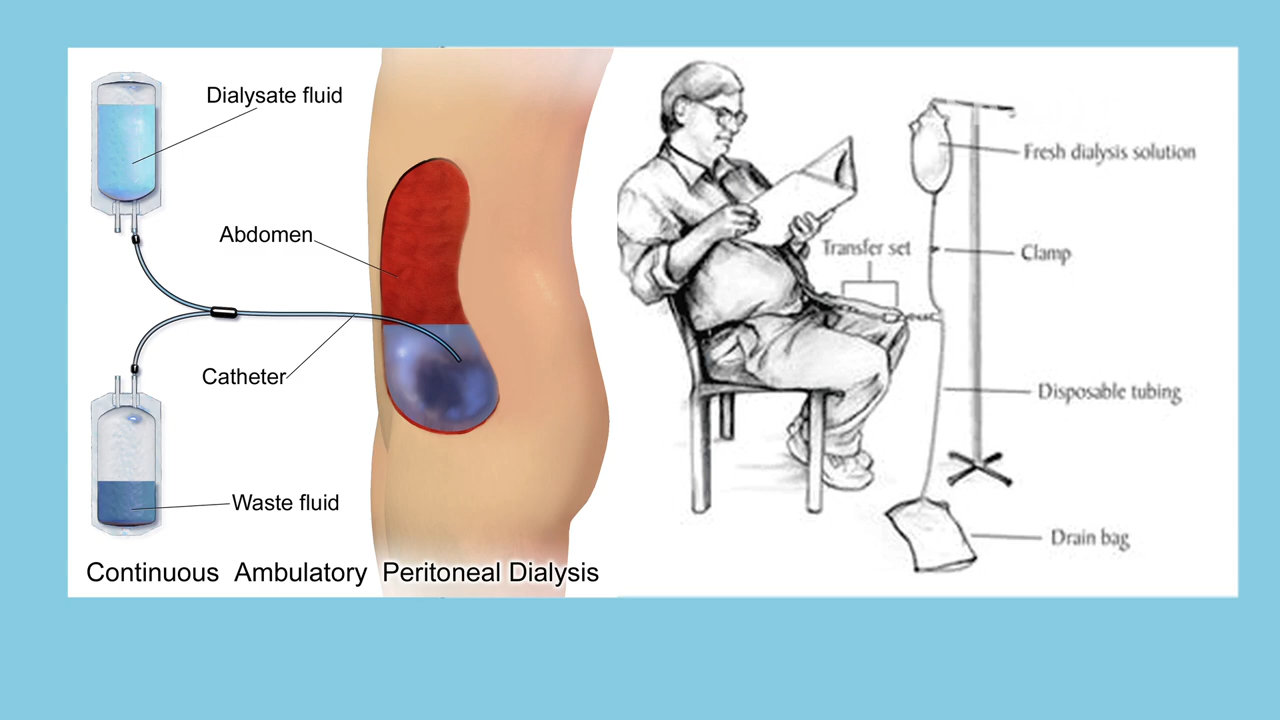 Dialysate fluid
Abdomen
Catheter
Waste fluid
Continuous Ambulatory Peritoneal Dialysis
Fresh dialysis solution
Transfer set
Clamp
Disposable tubing
Drain bag